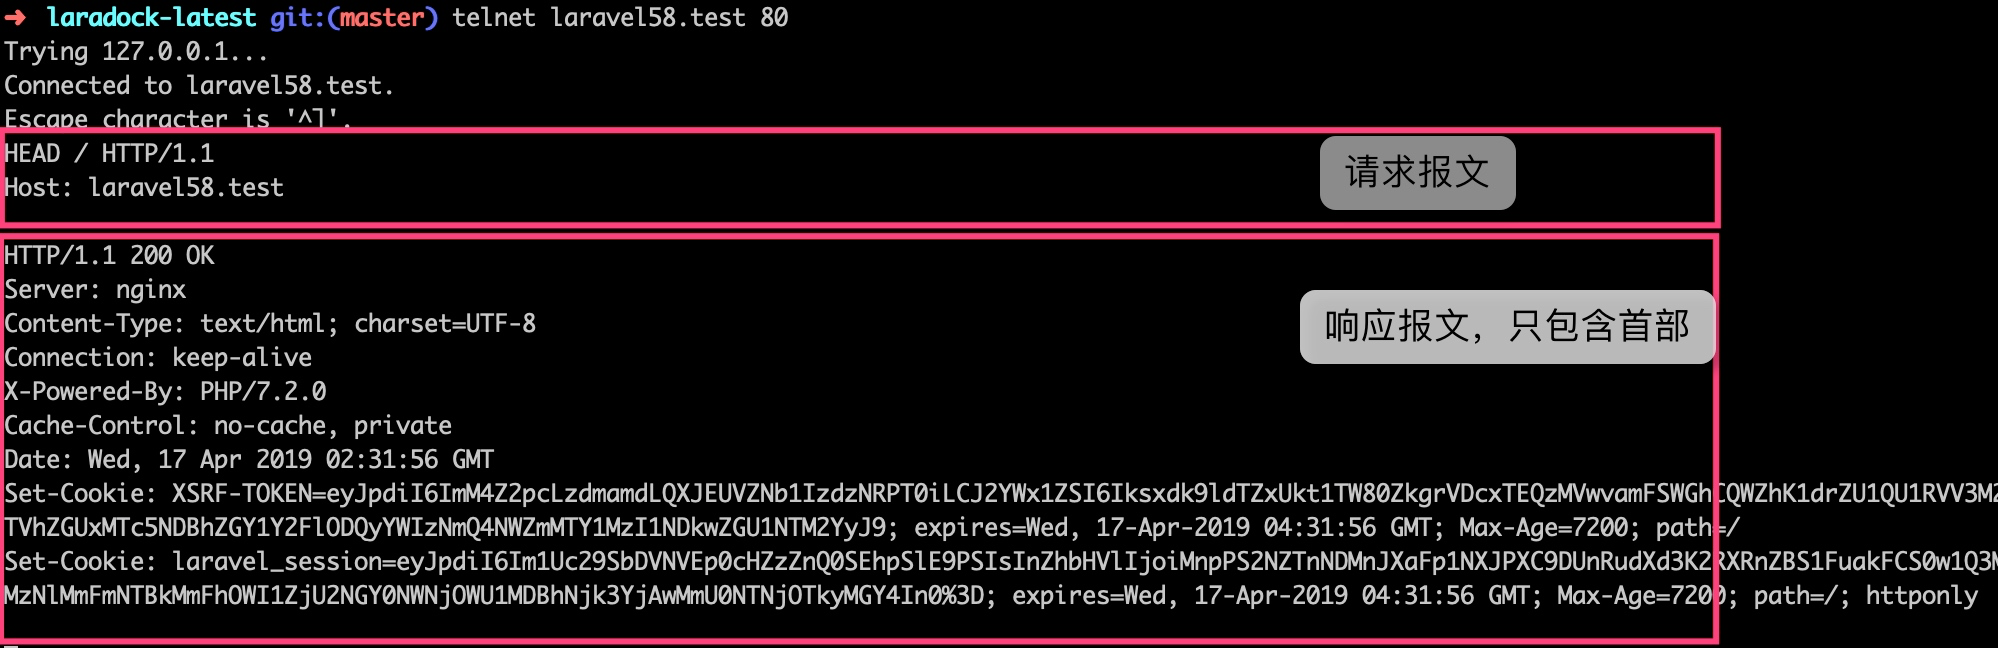 ➜ laradock-latest git:(master) telnet laravel58.test 80
Trying 127.0.0.1...
Connected to laravel58.test.
Escape character is '^]'.
HEAD / HTTP/1.1
Host: laravel58.test
请求报文
HTTP/1.1 200 OK
Server: nginx
Content-Type: text/html; charset=UTF-8
响应报文，只包含首部
Connection: keep-alive
X-Powered-By: PHP/7.2.0
Cache-Control: no-cache, private
Date: Wed, 17 Apr 2019 02:31:56 GMT
Set-Cookie: XSRF-TOKEN=eyJpdiI6ImM4Z2pcLzdmamdLQXJEUVZNb1IzdzNRPT0iLCJ2YWx1ZSI6Iksxdk9ldTZxUkt1TW80ZkgrVDcxTEQzMVwvamFSWGhCQWZhK1drZU1QU1RVV3M2
TVhZGUxMTc5NDBhZGY1Y2FlODQyYWIzNmQ4NWZmMTY1MzI1NDkwZGU1NTM2YyJ9; expires=Wed, 17-Apr-2019 04:31:56 GMT; Max-Age=7200; path=/
Set-Cookie: laravel_session=eyJpdiI6Im1Uc29SbDVNVEp0cHZzZnQ0SEhpSlE9PSIsInZhbHVlIjoiMnpPS2NZTnNDMnJXaFp1NXJPXC9DUnRudXd3K2RXRnZBS1FuakFCS0w1Q3M
MzNlMmFmNTBkMmFhOWI1ZjU2NGY0NWNjOWU1MDBhNjk3YjAwMmU0NTNjOTkyMGY4In0%3D; expires=Wed, 17-Apr-2019 04:31:56 GMT; Max-Age=7200; path=/; httponly